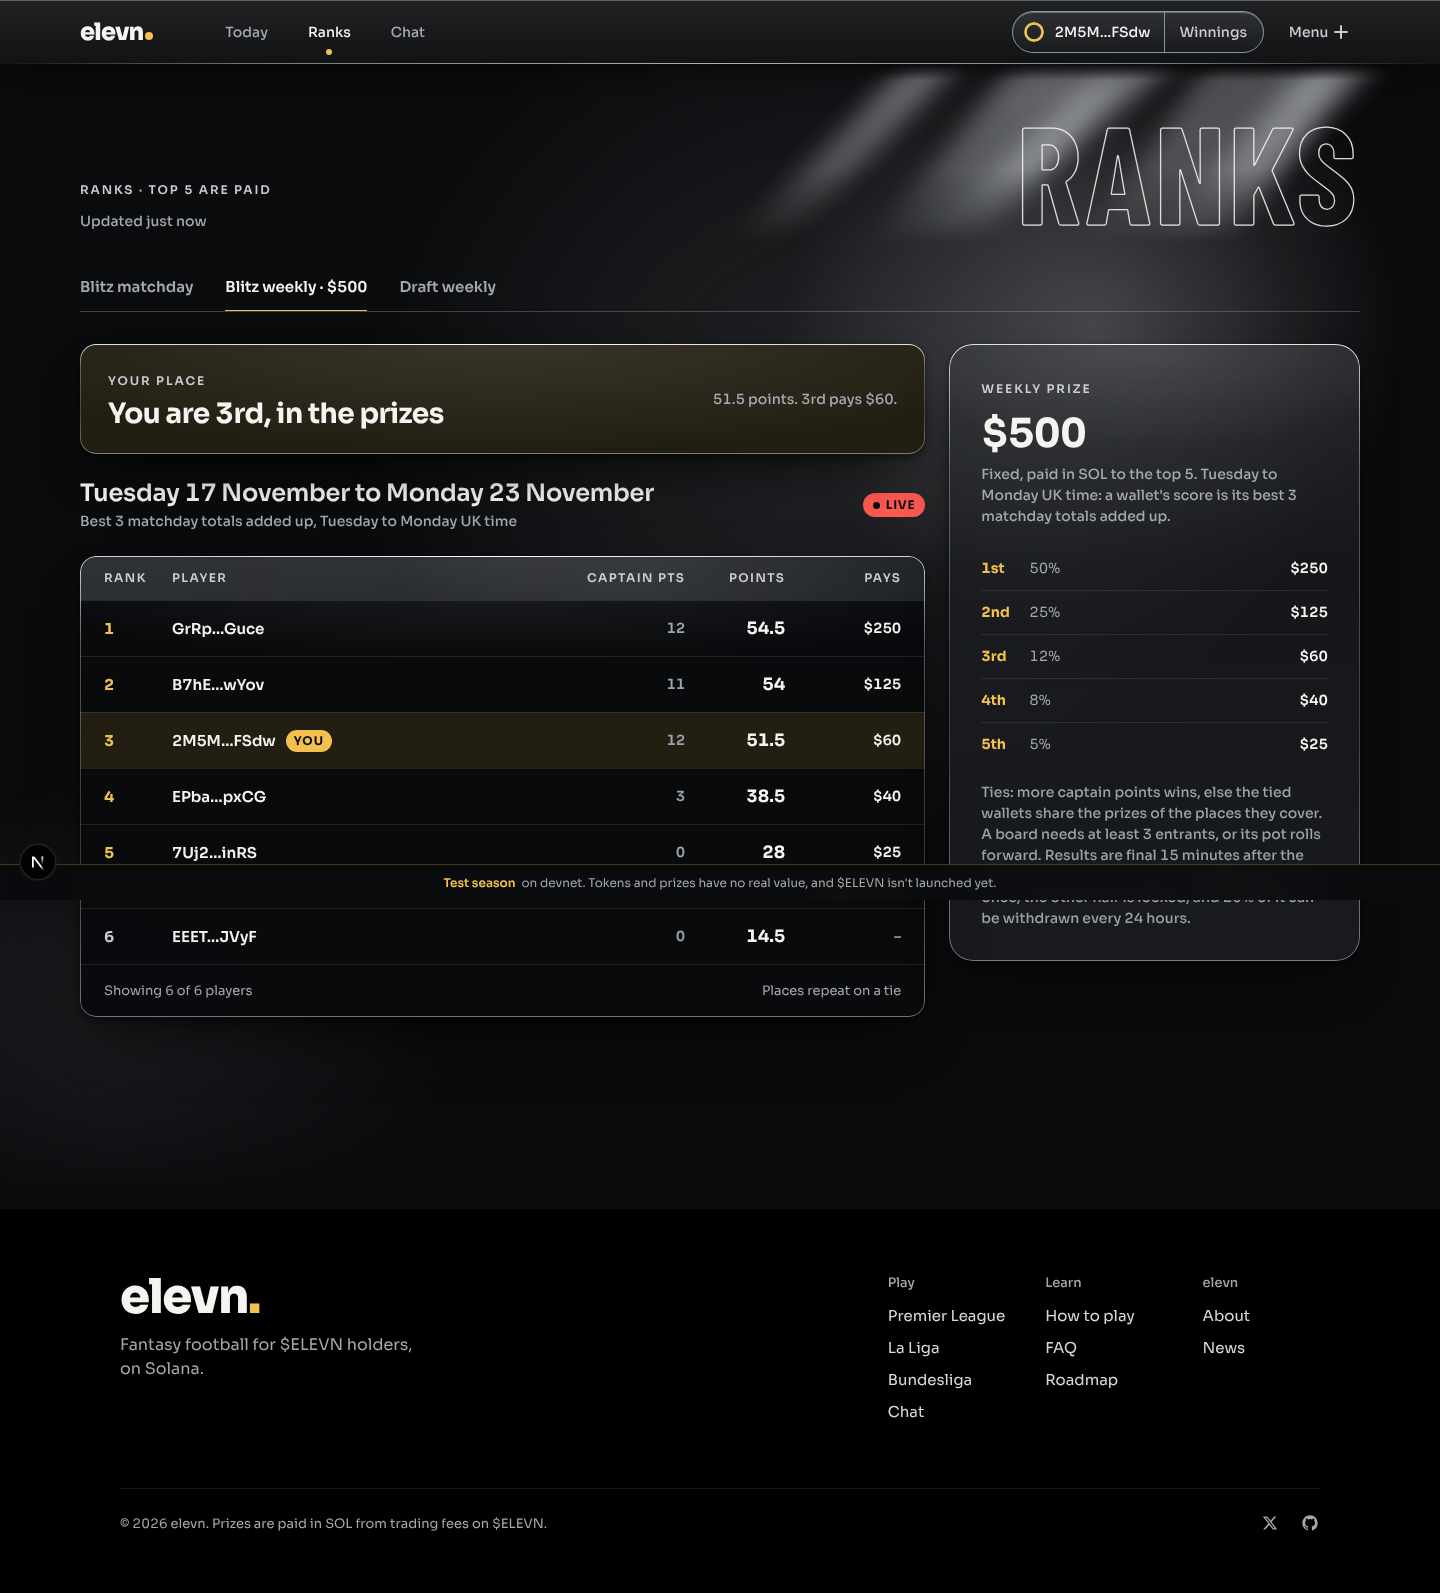 elevn.
Today Ranks Chat
2M5M...FSdw Winnings Menu +
RANKS
RANKS · TOP 5 ARE PAID
Updated just now
Blitz matchday Blitz weekly · $500 Draft weekly
YOUR PLACE
You are 3rd, in the prizes
51.5 points. 3rd pays $60.
Tuesday 17 November to Monday 23 November
Best 3 matchday totals added up, Tuesday to Monday UK time
LIVE
RANK PLAYER CAPTAIN PTS POINTS PAYS
1 GrRp...Guce 12 54.5 $250
2 B7hE...wYov 11 54 $125
3 2M5M...FSdw YOU 12 51.5 $60
4 EPba...pxCG 3 38.5 $40
5 7Uj2...inRS 0 28 $25
6 EEET...JVyF 0 14.5 –
Showing 6 of 6 players Places repeat on a tie
WEEKLY PRIZE
$500
Fixed, paid in SOL to the top 5. Tuesday to
Monday UK time: a wallet's score is its best 3
matchday totals added up.
1st 50% $250
2nd 25% $125
3rd 12% $60
4th 8% $40
5th 5% $25
Ties: more captain points wins, else the tied
wallets share the prizes of the places they cover.
A board needs at least 3 entrants, or its pot rolls
forward. Results are final 15 minutes after the
be withdrawn every 24 hours.
N
Test season on devnet. Tokens and prizes have no real value, and $ELEVN isn't launched yet.
elevn.
Fantasy football for $ELEVN holders,
on Solana.
Play
Premier League
La Liga
Bundesliga
Chat
Learn
How to play
FAQ
Roadmap
elevn
About
News
© 2026 elevn. Prizes are paid in SOL from trading fees on $ELEVN.